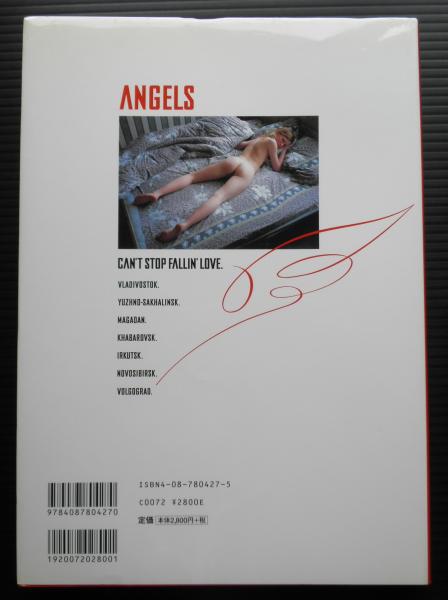 ANGELS
CAN'T STOP FALLIN' LOVE.
VLADIVOSTOK.
YUZHNO-SAKHALINSK.
MAGADAN.
KHABAROVSK.
IRKUTSK.
NOVOSIBIRSK.
VOLGOGRAD.
ISBN4-08-780427-5
C0072 ¥2800E
定価 本体2,800円+税
9784087804270
1920072028001